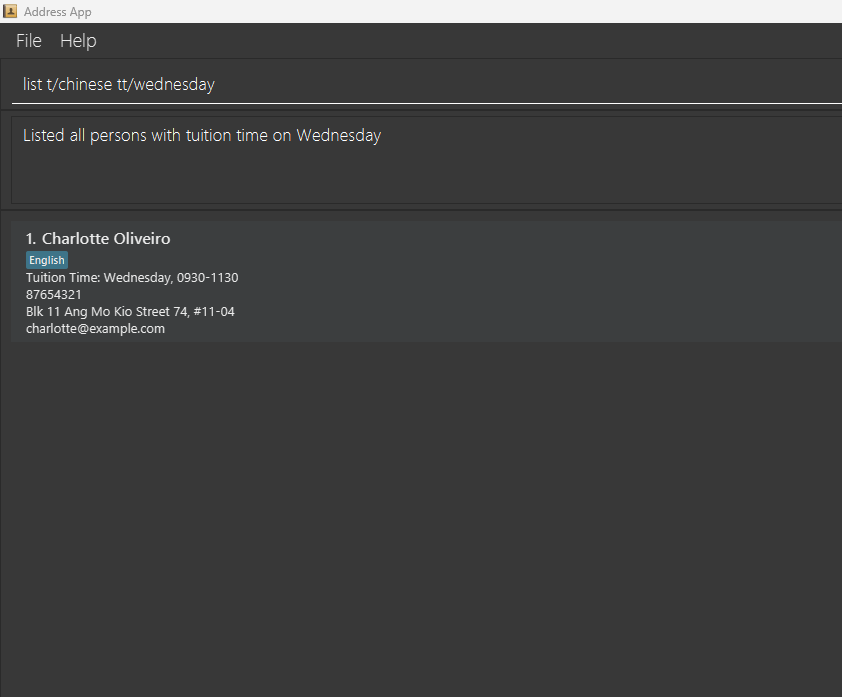 Address App
File Help
list t/chinese tt/wednesday
Listed all persons with tuition time on Wednesday
1. Charlotte Oliveiro
English
Tuition Time: Wednesday, 0930-1130
87654321
Blk 11 Ang Mo Kio Street 74, #11-04
charlotte@example.com